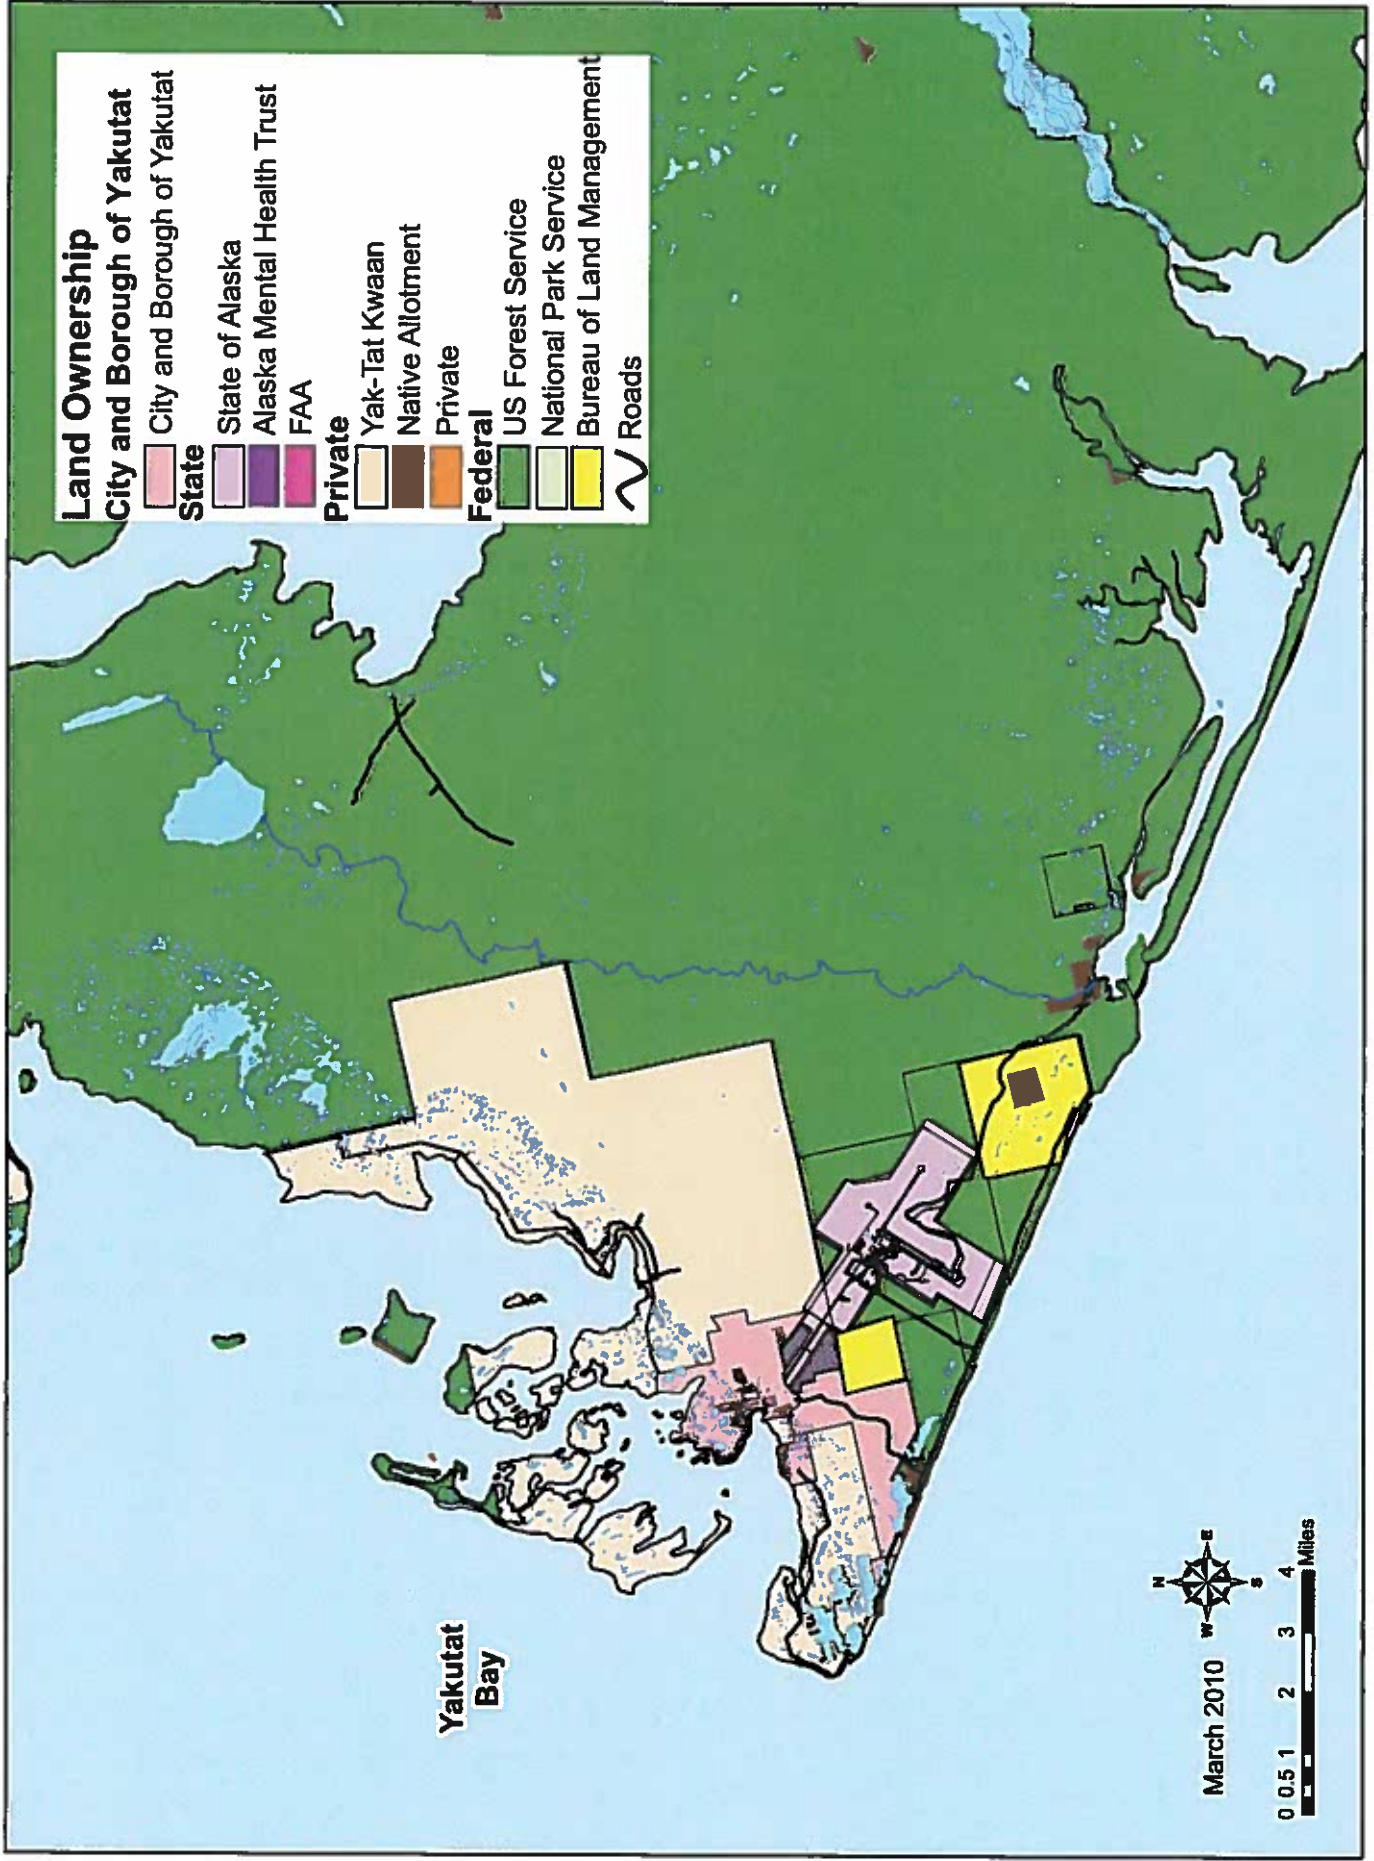 Land Ownership
City and Borough of Yakutat
City and Borough of Yakutat
State
State of Alaska
Alaska Mental Health Trust
FAA
Private
Yak-Tat Kwaan
Native Allotment
Private
Federal
US Forest Service
National Park Service
Bureau of Land Management
Roads
Yakutat
Bay
March 2010
N
W E
S
0 0.5 1 2 3 4
Miles